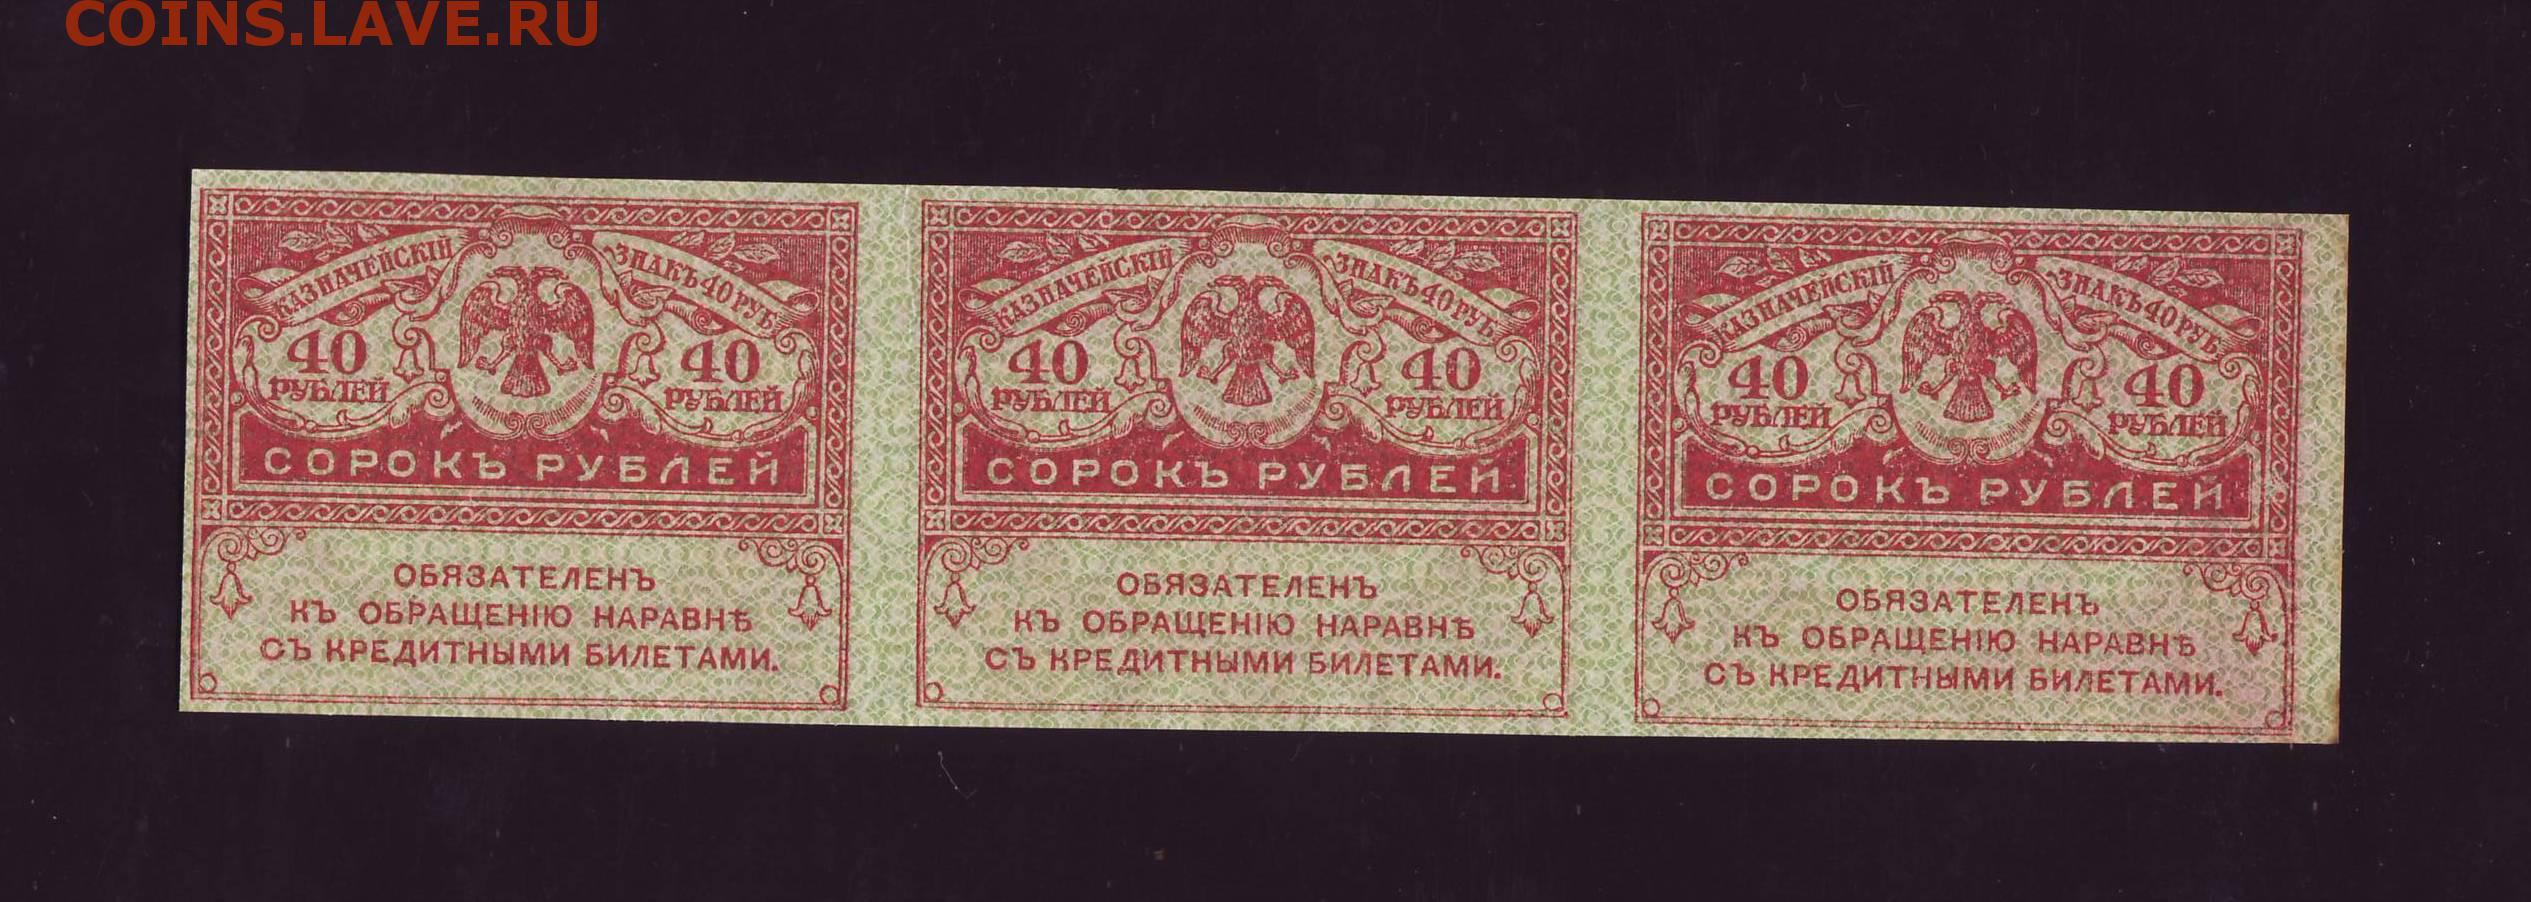 COINS.LAVE.RU
КАЗНАЧЕЙСКІЙ ЗНАКЪ 40 РУБ
40 40
РУБЛЕЙ РУБЛЕЙ
СОРОКЪ РУБЛЕЙ
ОБЯЗАТЕЛЕНЪ
КЪ ОБРАЩЕНІЮ НАРАВНѢ
СЪ КРЕДИТНЫМИ БИЛЕТАМИ.
КАЗНАЧЕЙСКІЙ ЗНАКЪ 40 РУБ
40 40
РУБЛЕЙ РУБЛЕЙ
СОРОКЪ РУБЛЕЙ
ОБЯЗАТЕЛЕНЪ
КЪ ОБРАЩЕНІЮ НАРАВНѢ
СЪ КРЕДИТНЫМИ БИЛЕТАМИ.
КАЗНАЧЕЙСКІЙ ЗНАКЪ 40 РУБ
40 40
РУБЛЕЙ РУБЛЕЙ
СОРОКЪ РУБЛЕЙ
ОБЯЗАТЕЛЕНЪ
КЪ ОБРАЩЕНІЮ НАРАВНѢ
СЪ КРЕДИТНЫМИ БИЛЕТАМИ.